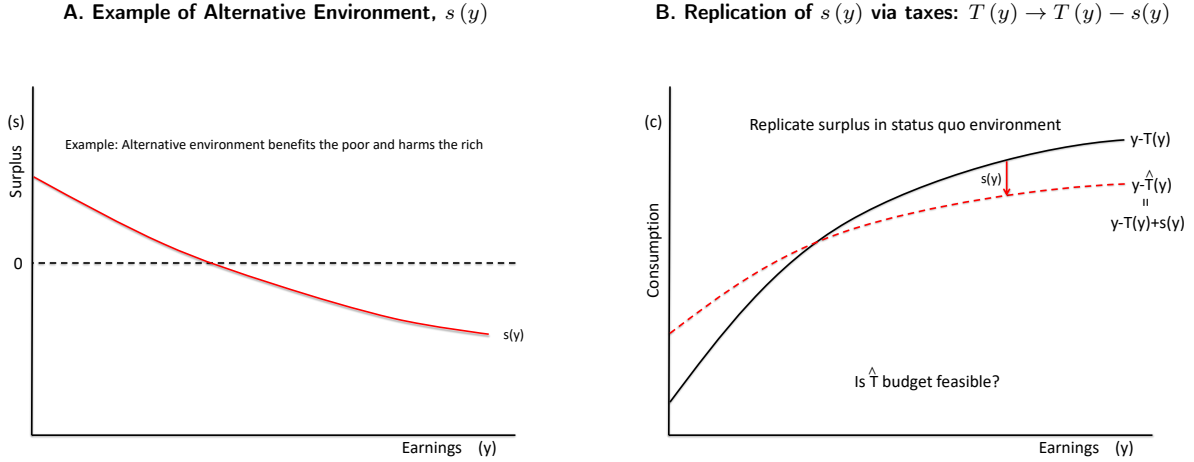 A. Example of Alternative Environment, s (y)
(s)
Surplus
Example: Alternative environment benefits the poor and harms the rich
0
s(y)
Earnings (y)
B. Replication of s (y) via taxes: T (y) → T (y) − s(y)
(c)
Consumption
Replicate surplus in status quo environment
y-T(y)
s(y)
y-T̂(y)
=
y-T(y)+s(y)
Is T̂ budget feasible?
Earnings (y)